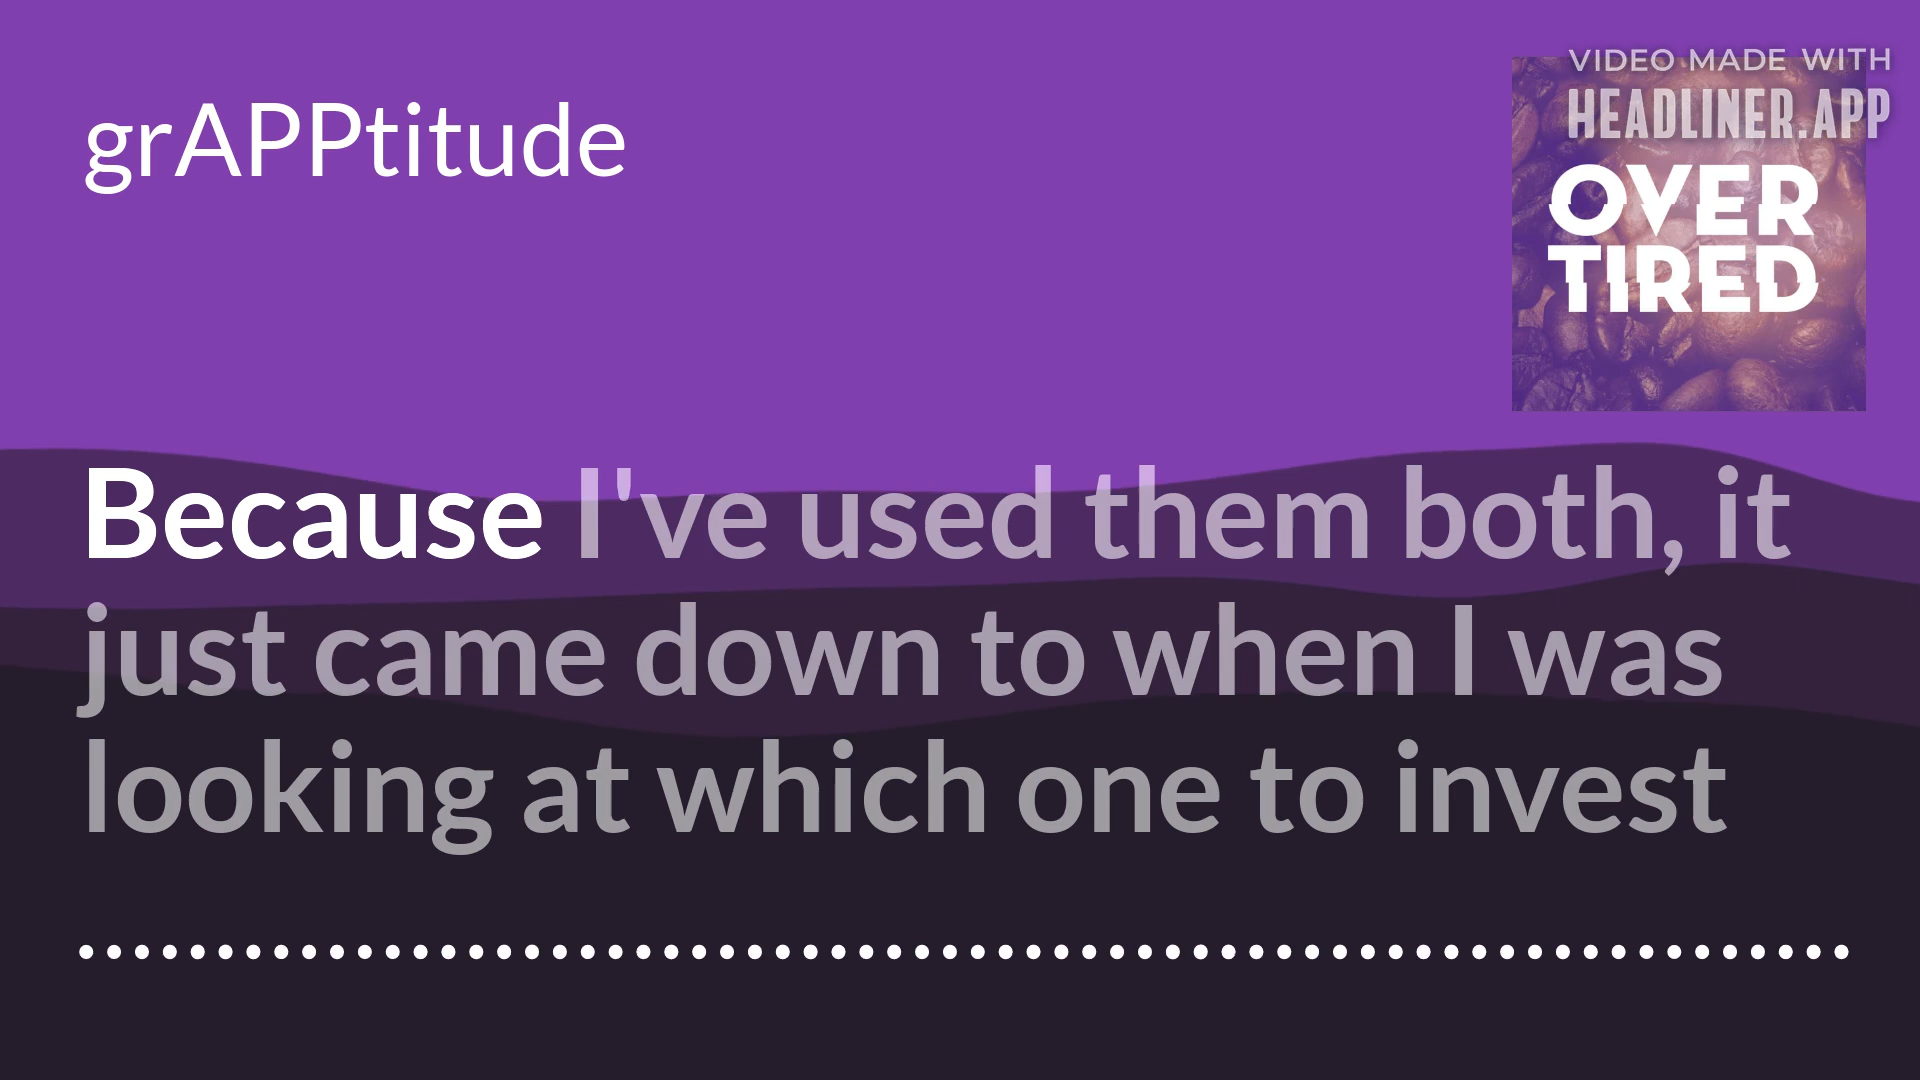 VIDEO MADE WITH
HEADLINER.APP
grAPPtitude
OVER
TIRED
Because I've used them both, it
just came down to when I was
looking at which one to invest